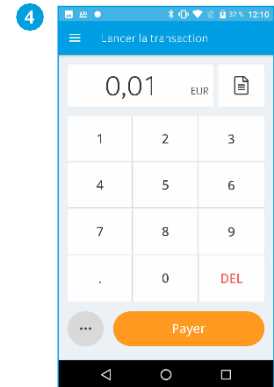 4
32 % 12:10
Lancer la transaction
0,01 EUR
1 2 3
4 5 6
7 8 9
. 0 DEL
... Payer